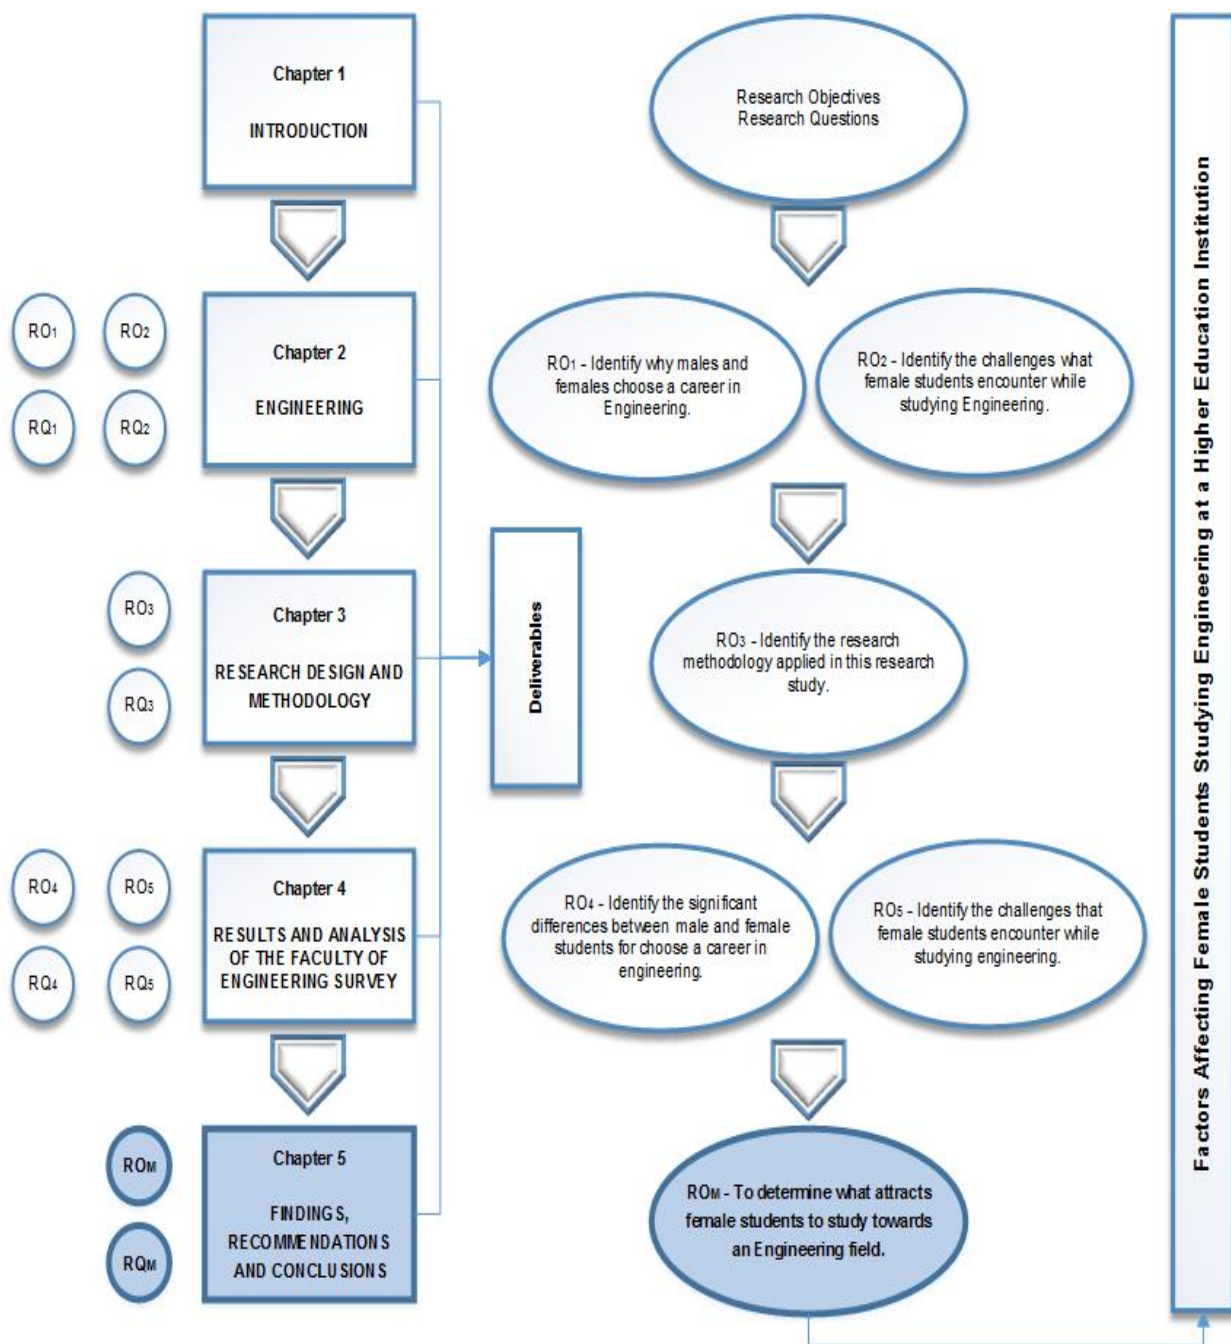 Chapter 1
INTRODUCTION
Research Objectives
Research Questions
RO1
RO2
RQ1
RQ2
Chapter 2
ENGINEERING
RO1 - Identify why males and
females choose a career in
Engineering.
RO2 - Identify the challenges what
female students encounter while
studying Engineering.
RO3
RQ3
Chapter 3
RESEARCH DESIGN AND
METHODOLOGY
Deliverables
RO3 - Identify the research
methodology applied in this research
study.
RO4
RO5
RQ4
RQ5
Chapter 4
RESULTS AND ANALYSIS
OF THE FACULTY OF
ENGINEERING SURVEY
RO4 - Identify the significant
differences between male and female
students for choose a career in
engineering.
RO5 - Identify the challenges that
female students encounter while
studying engineering.
ROM
RQM
Chapter 5
FINDINGS,
RECOMMENDATIONS
AND CONCLUSIONS
ROM - To determine what attracts
female students to study towards
an Engineering field.
Factors Affecting Female Students Studying Engineering at a Higher Education Institution